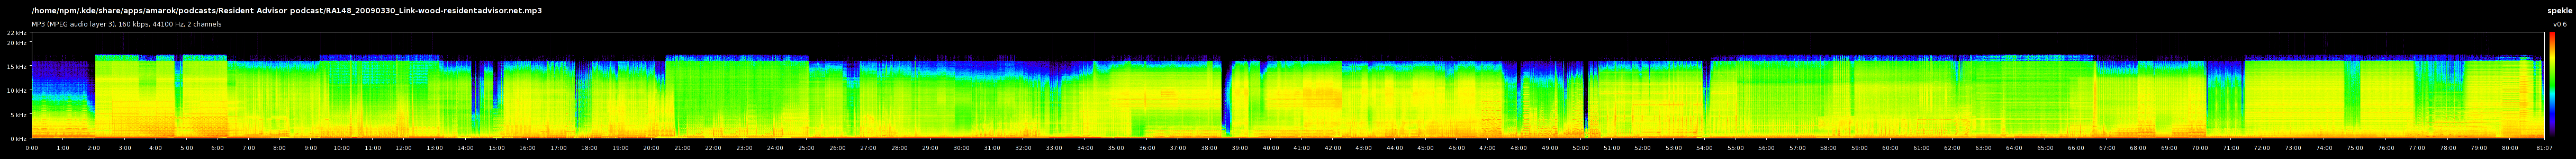 /home/npm/.kde/share/apps/amarok/podcasts/Resident Advisor podcast/RA148_20090330_Link-wood-residentadvisor.net.mp3
spekle
MP3 (MPEG audio layer 3), 160 kbps, 44100 Hz, 2 channels
v0.6
22 kHz
20 kHz
15 kHz
10 kHz
5 kHz
0 kHz
0:00 1:00 2:00 3:00 4:00 5:00 6:00 7:00 8:00 9:00 10:00 11:00 12:00 13:00 14:00 15:00 16:00 17:00 18:00 19:00 20:00 21:00 22:00 23:00 24:00 25:00 26:00 27:00 28:00 29:00 30:00 31:00 32:00 33:00 34:00 35:00 36:00 37:00 38:00 39:00 40:00 41:00 42:00 43:00 44:00 45:00 46:00 47:00 48:00 49:00 50:00 51:00 52:00 53:00 54:00 55:00 56:00 57:00 58:00 59:00 60:00 61:00 62:00 63:00 64:00 65:00 66:00 67:00 68:00 69:00 70:00 71:00 72:00 73:00 74:00 75:00 76:00 77:00 78:00 79:00 80:00 81:07